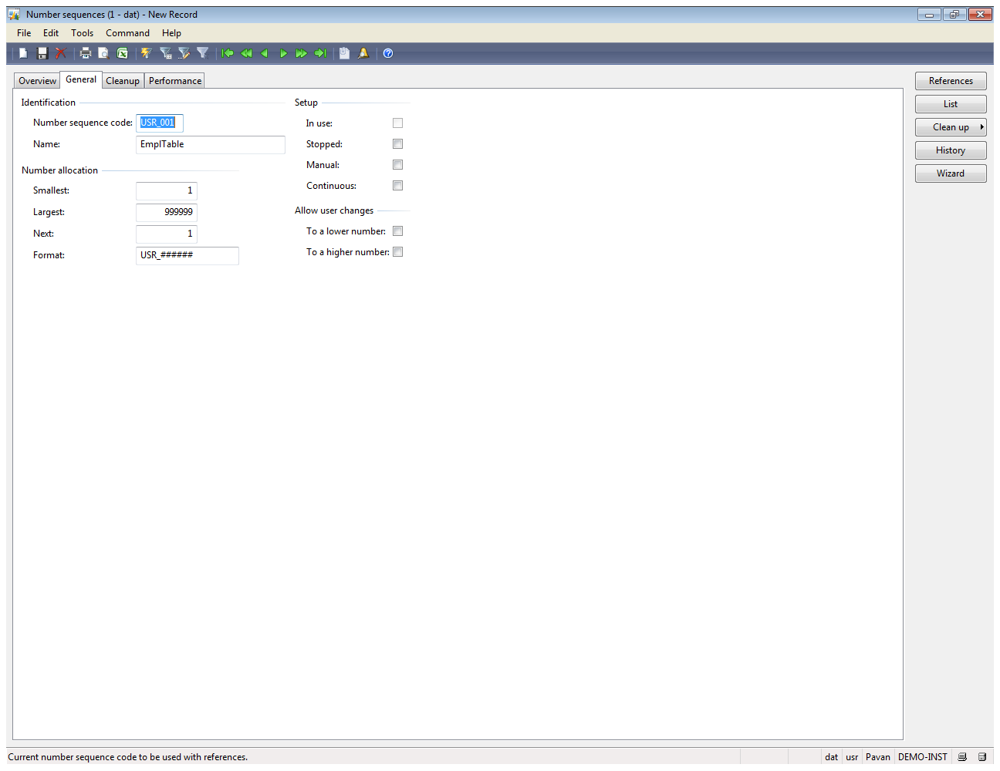 Number sequences (1 - dat) - New Record
File Edit Tools Command Help
Overview General Cleanup Performance
References
List
Clean up
History
Wizard
Identification
Number sequence code: USR_001
Name: EmplTable
Number allocation
Smallest: 1
Largest: 999999
Next: 1
Format: USR_######
Setup
In use:
Stopped:
Manual:
Continuous:
Allow user changes
To a lower number:
To a higher number:
Current number sequence code to be used with references. dat usr Pavan DEMO-INST